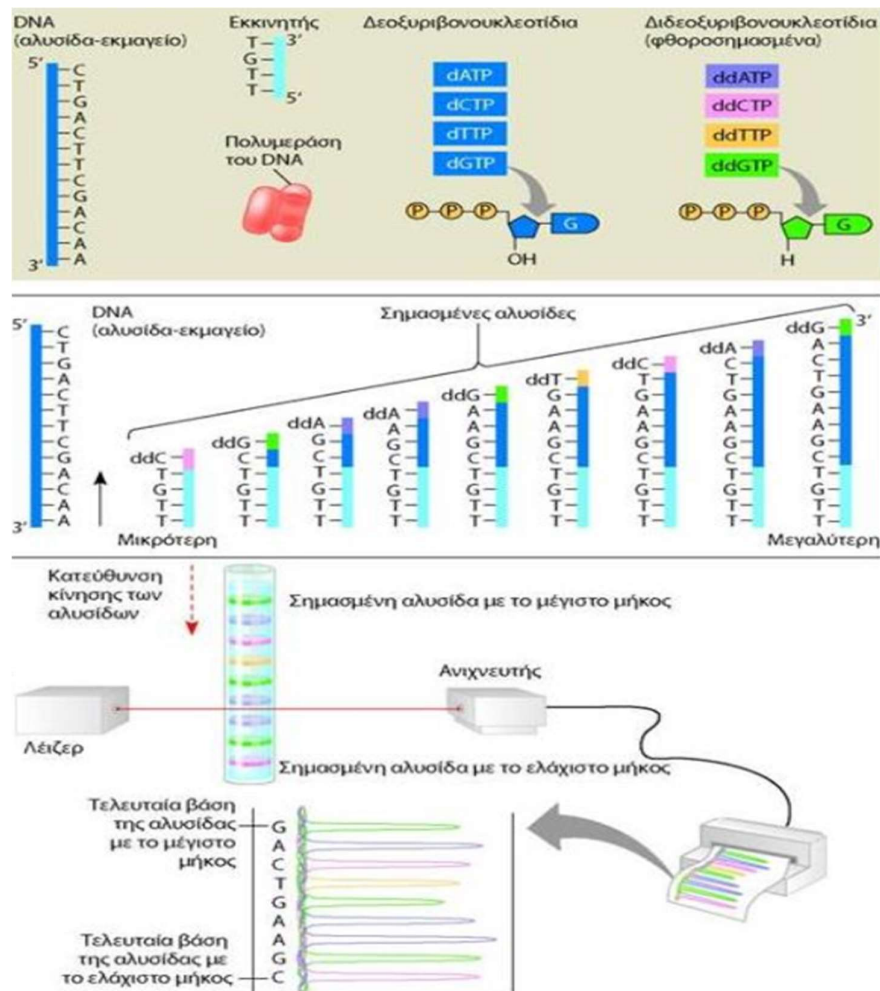 DNA
(αλυσίδα-εκμαγείο)
5′
C
T
G
A
C
T
T
C
G
A
C
A
A
3′
Εκκινητής
T 3′
G
T
T
5′
Πολυμεράση
του DNA
Δεοξυριβονουκλεοτίδια
dATP
dCTP
dTTP
dGTP
P P P G
OH
Διδεοξυριβονουκλεοτίδια
(φθοροσημασμένα)
ddATP
ddCTP
ddTTP
ddGTP
P P P G
H
5′
C
T
G
A
C
T
T
C
G
A
C
A
A
3′
DNA
(αλυσίδα-εκμαγείο)
Σημασμένες αλυσίδες
ddC
T
G
T
T
ddG
C
T
G
T
T
ddA
G
C
T
G
T
T
ddA
A
G
C
T
G
T
T
ddG
A
A
G
C
T
G
T
T
ddT
G
A
A
G
C
T
G
T
T
ddC
T
G
A
A
G
C
T
G
T
T
ddA
C
T
G
A
A
G
C
T
G
T
T
ddG 3′
A
C
T
G
A
A
G
C
T
G
T
T
Μικρότερη
Μεγαλύτερη
Κατεύθυνση
κίνησης των
αλυσίδων
Σημασμένη αλυσίδα με το μέγιστο μήκος
Ανιχνευτής
Λέιζερ
Σημασμένη αλυσίδα με το ελάχιστο μήκος
Τελευταία βάση
της αλυσίδας
με το μέγιστο
μήκος
G
A
C
T
G
A
A
G
C
Τελευταία βάση
της αλυσίδας με
το ελάχιστο μήκος